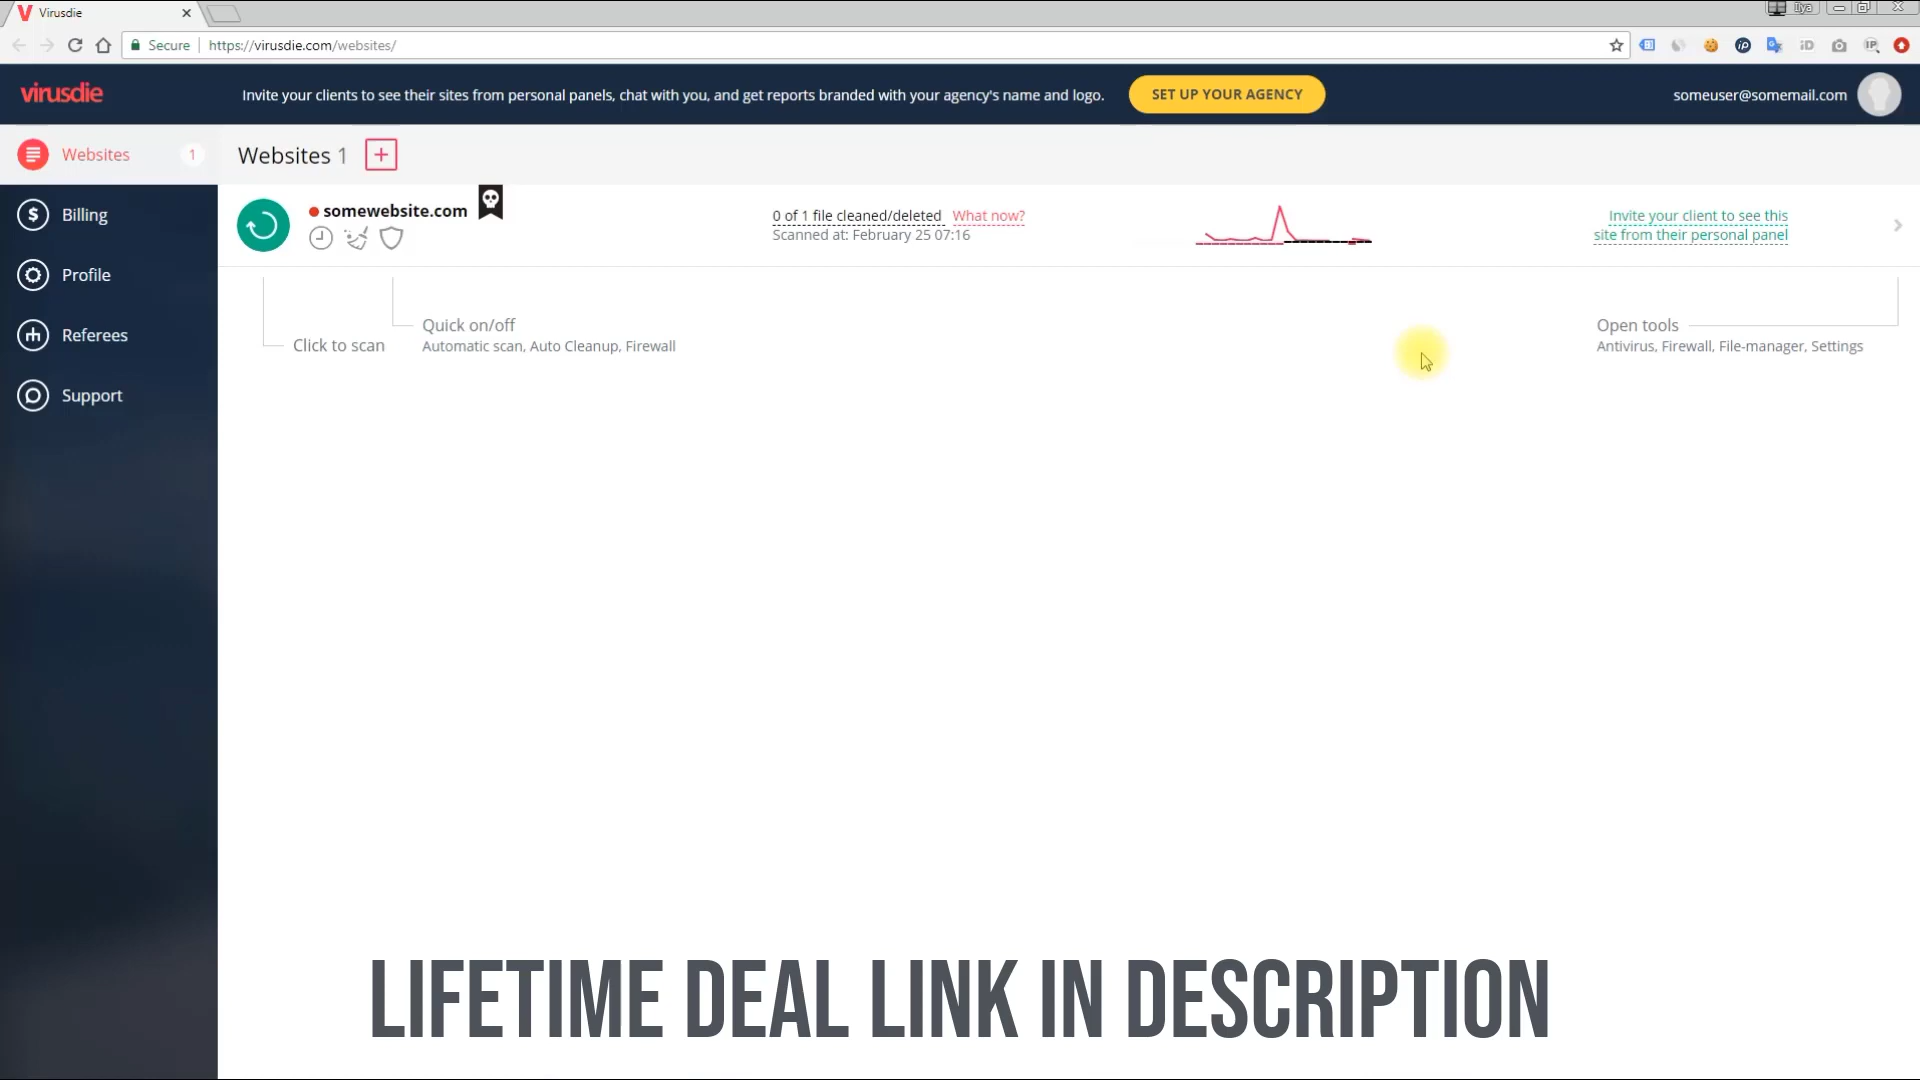 Virusdie
Ilya
Secure
https://virusdie.com/websites/
virusdie
Invite your clients to see their sites from personal panels, chat with you, and get reports branded with your agency's name and logo.
SET UP YOUR AGENCY
someuser@somemail.com
Websites
1
Billing
Profile
Referees
Support
Websites 1
somewebsite.com
0 of 1 file cleaned/deleted What now?
Scanned at: February 25 07:16
Invite your client to see this
site from their personal panel
Click to scan
Quick on/off
Automatic scan, Auto Cleanup, Firewall
Open tools
Antivirus, Firewall, File-manager, Settings
LIFETIME DEAL LINK IN DESCRIPTION